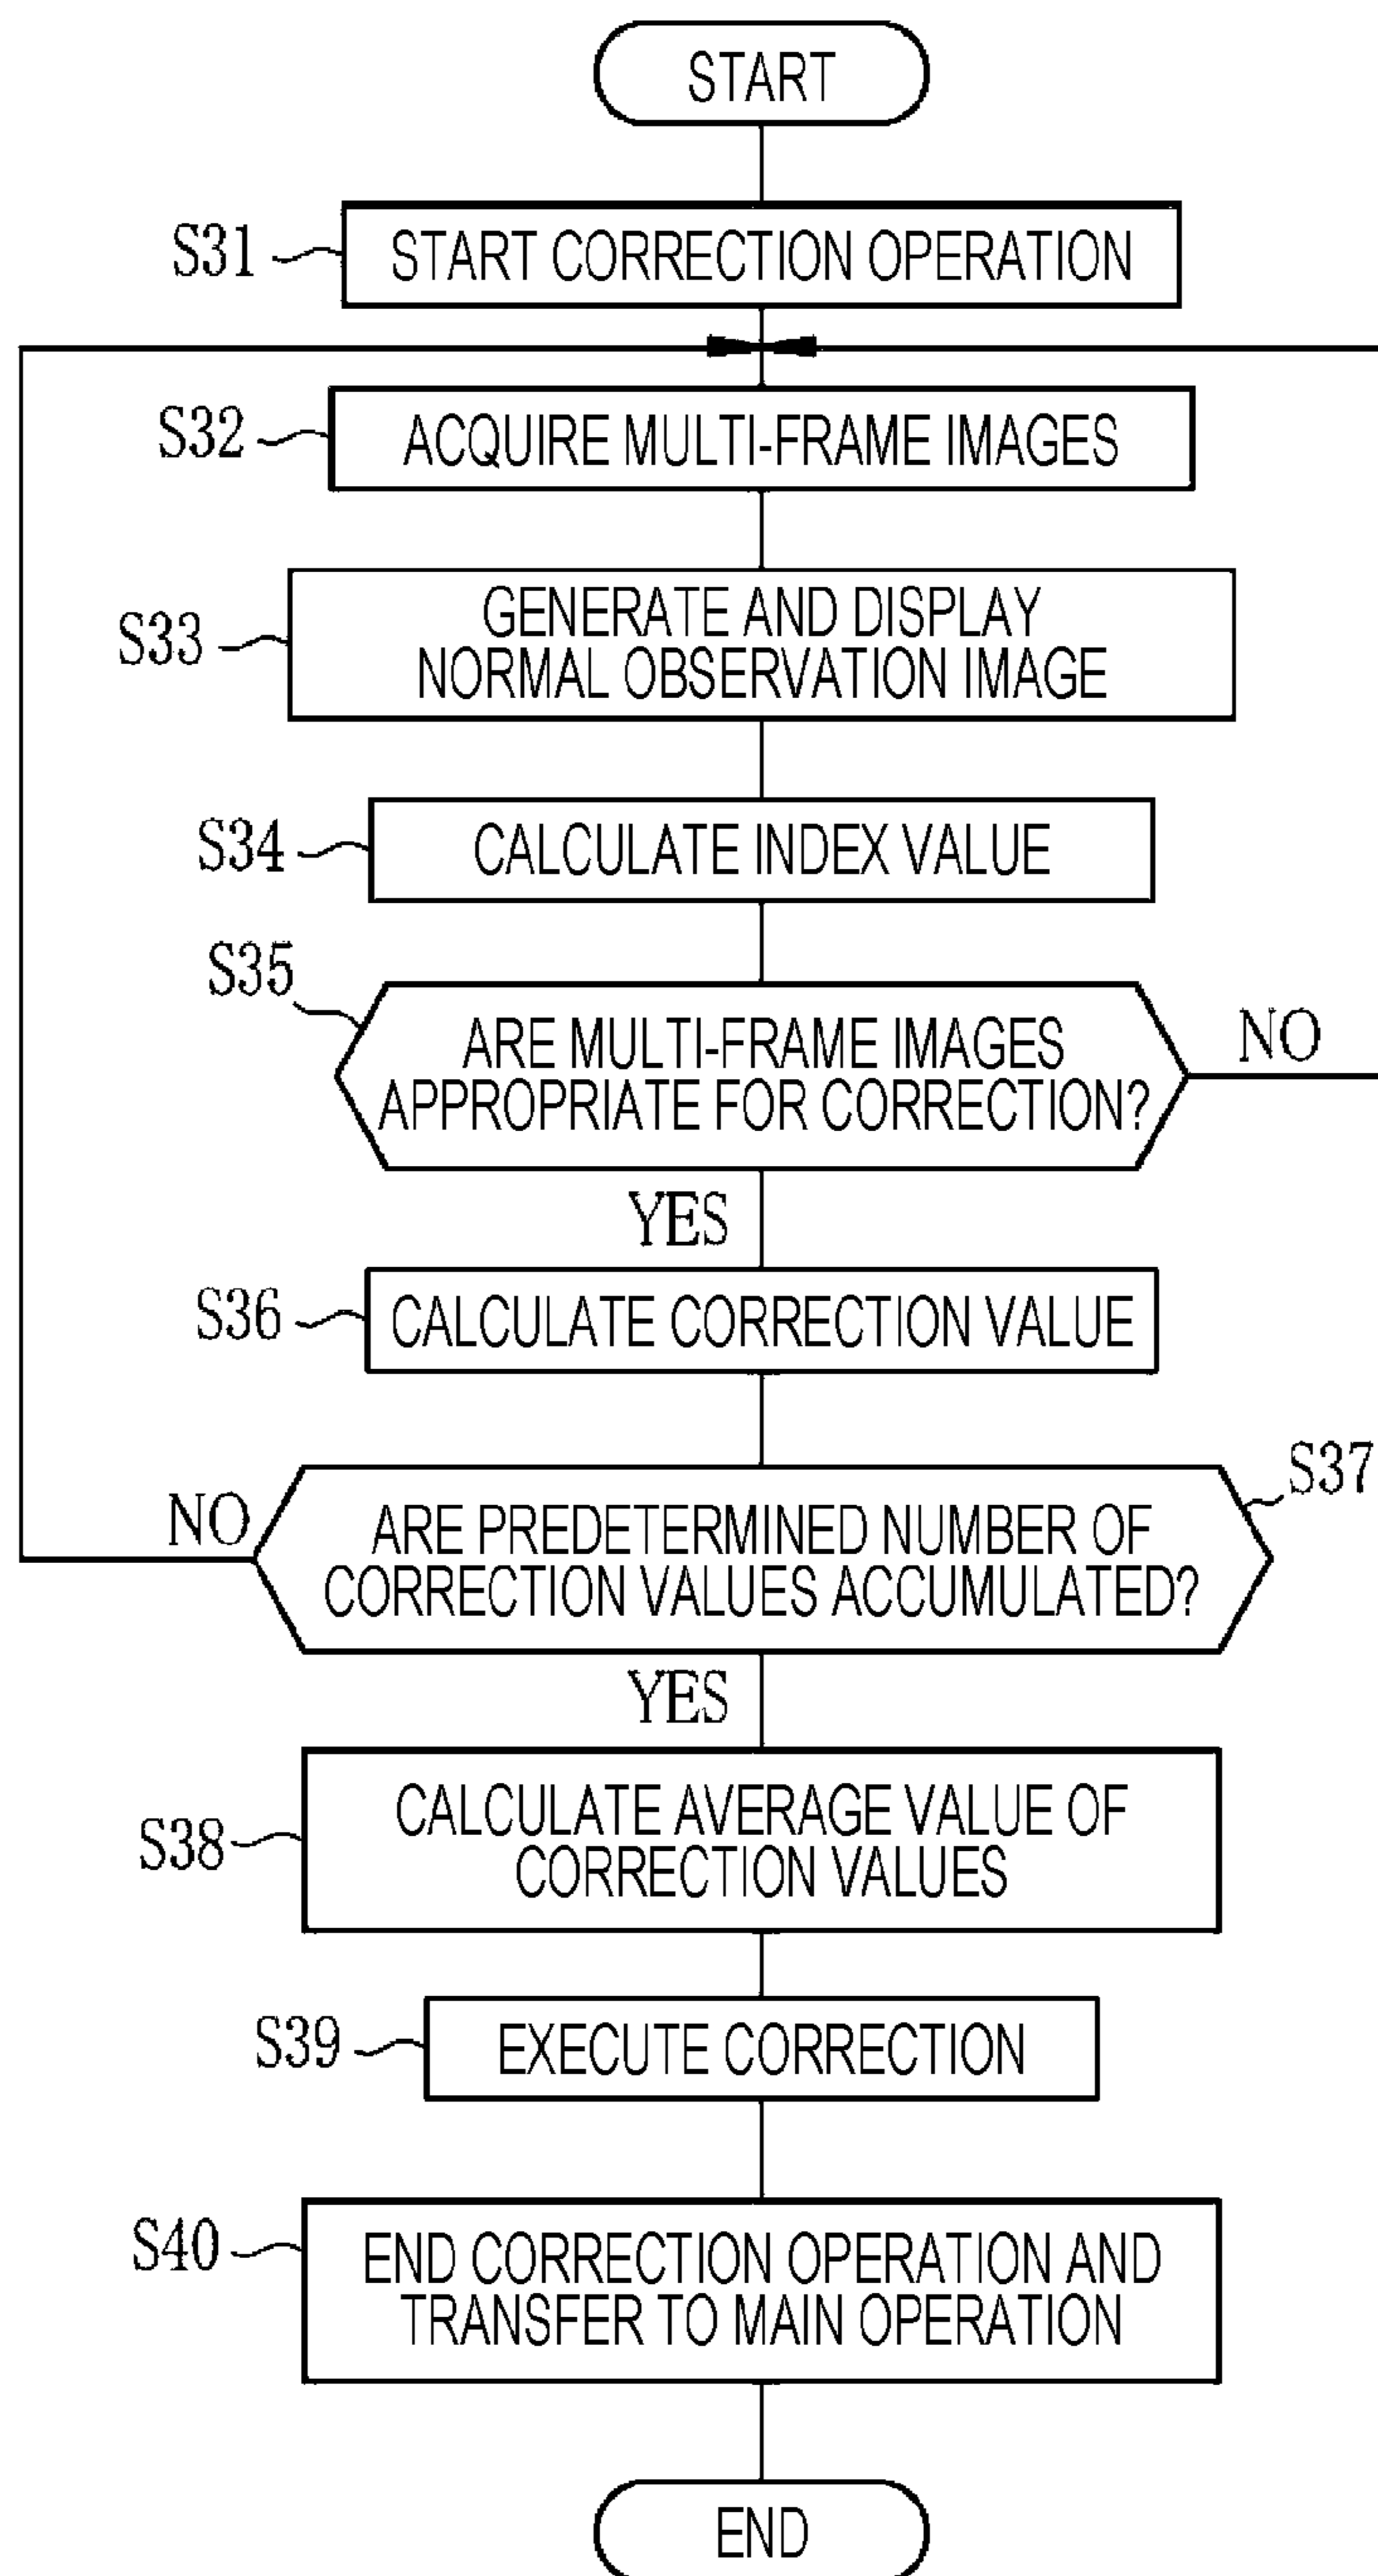 START
S31
START CORRECTION OPERATION
S32
ACQUIRE MULTI-FRAME IMAGES
S33
GENERATE AND DISPLAY
NORMAL OBSERVATION IMAGE
S34
CALCULATE INDEX VALUE
S35
ARE MULTI-FRAME IMAGES
APPROPRIATE FOR CORRECTION?
NO
YES
S36
CALCULATE CORRECTION VALUE
S37
ARE PREDETERMINED NUMBER OF
CORRECTION VALUES ACCUMULATED?
NO
YES
S38
CALCULATE AVERAGE VALUE OF
CORRECTION VALUES
S39
EXECUTE CORRECTION
S40
END CORRECTION OPERATION AND
TRANSFER TO MAIN OPERATION
END